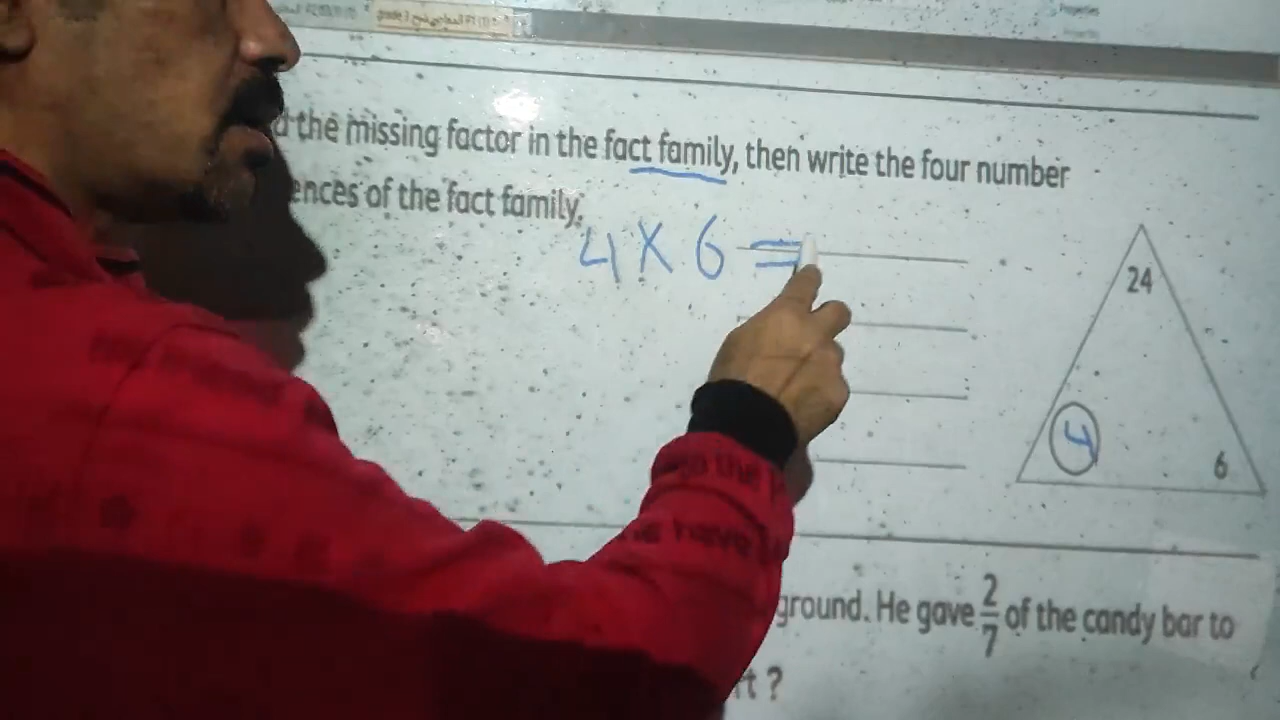 Properties
the missing factor in the fact family, then write the four number
ences of the fact family.
4 X 6 =
24
4
6
ground. He gave 2/7 of the candy bar to
?